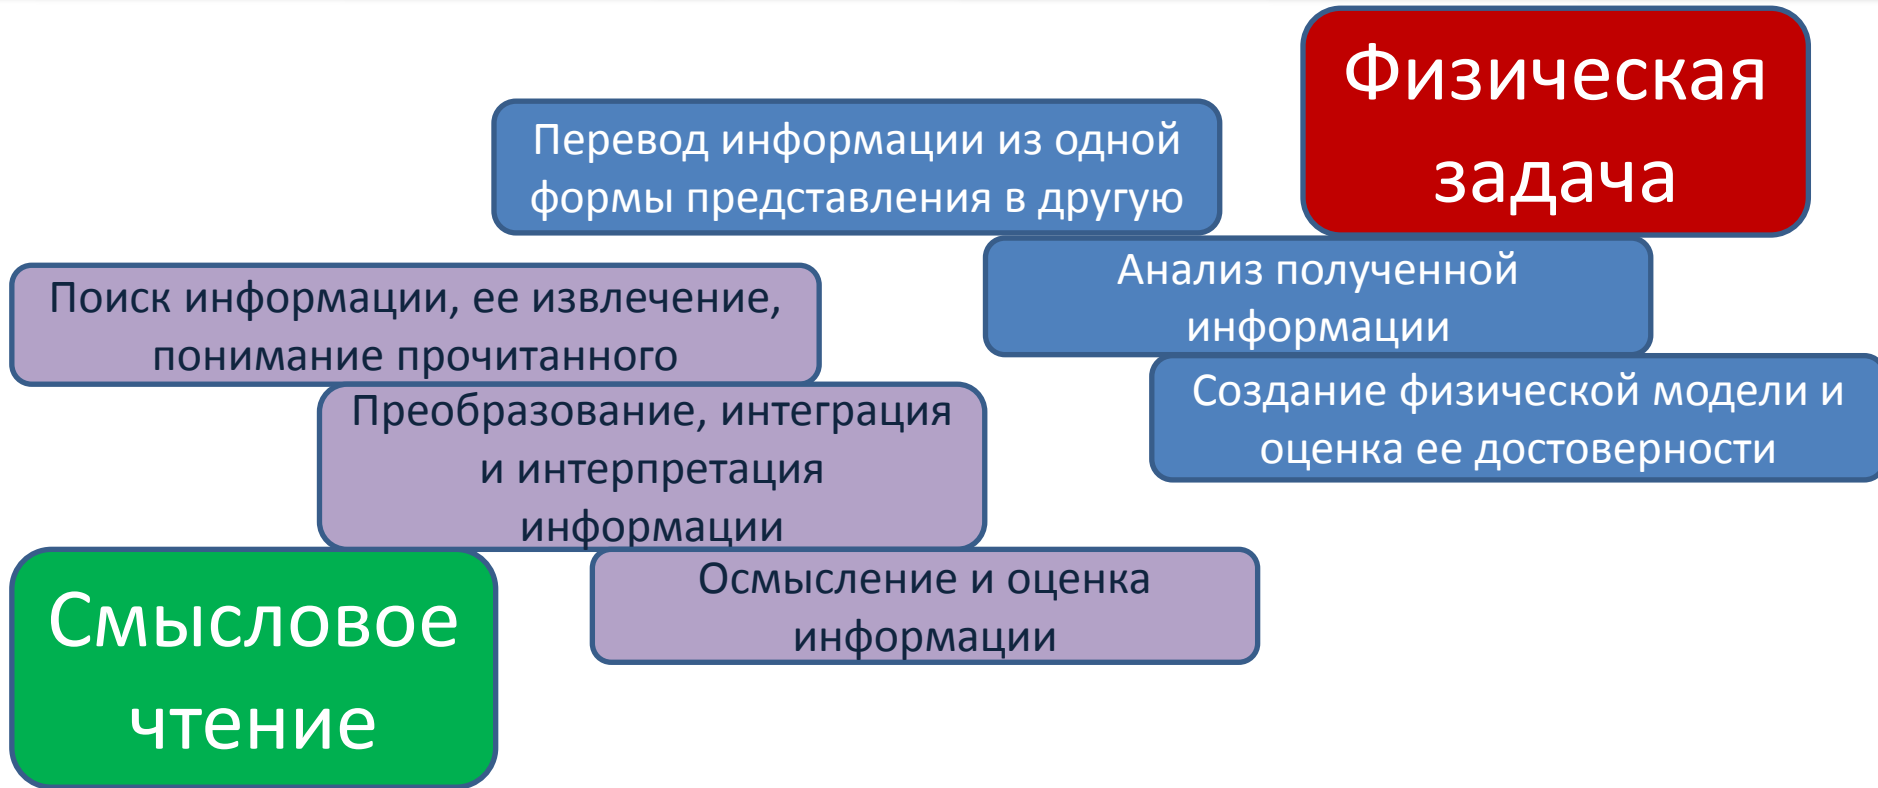 Физическая
задача
Перевод информации из одной
формы представления в другую
Анализ полученной
информации
Поиск информации, ее извлечение,
понимание прочитанного
Создание физической модели и
оценка ее достоверности
Преобразование, интеграция
и интерпретация
информации
Осмысление и оценка
информации
Смысловое
чтение